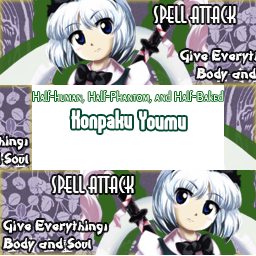 SPELL ATTACK
Give Everything
Body and
Half-Human, Half-Phantom, and Half-Baked
Konpaku Youmu
hing;
Soul
SPELL ATTACK
Give Everything;
Body and Soul